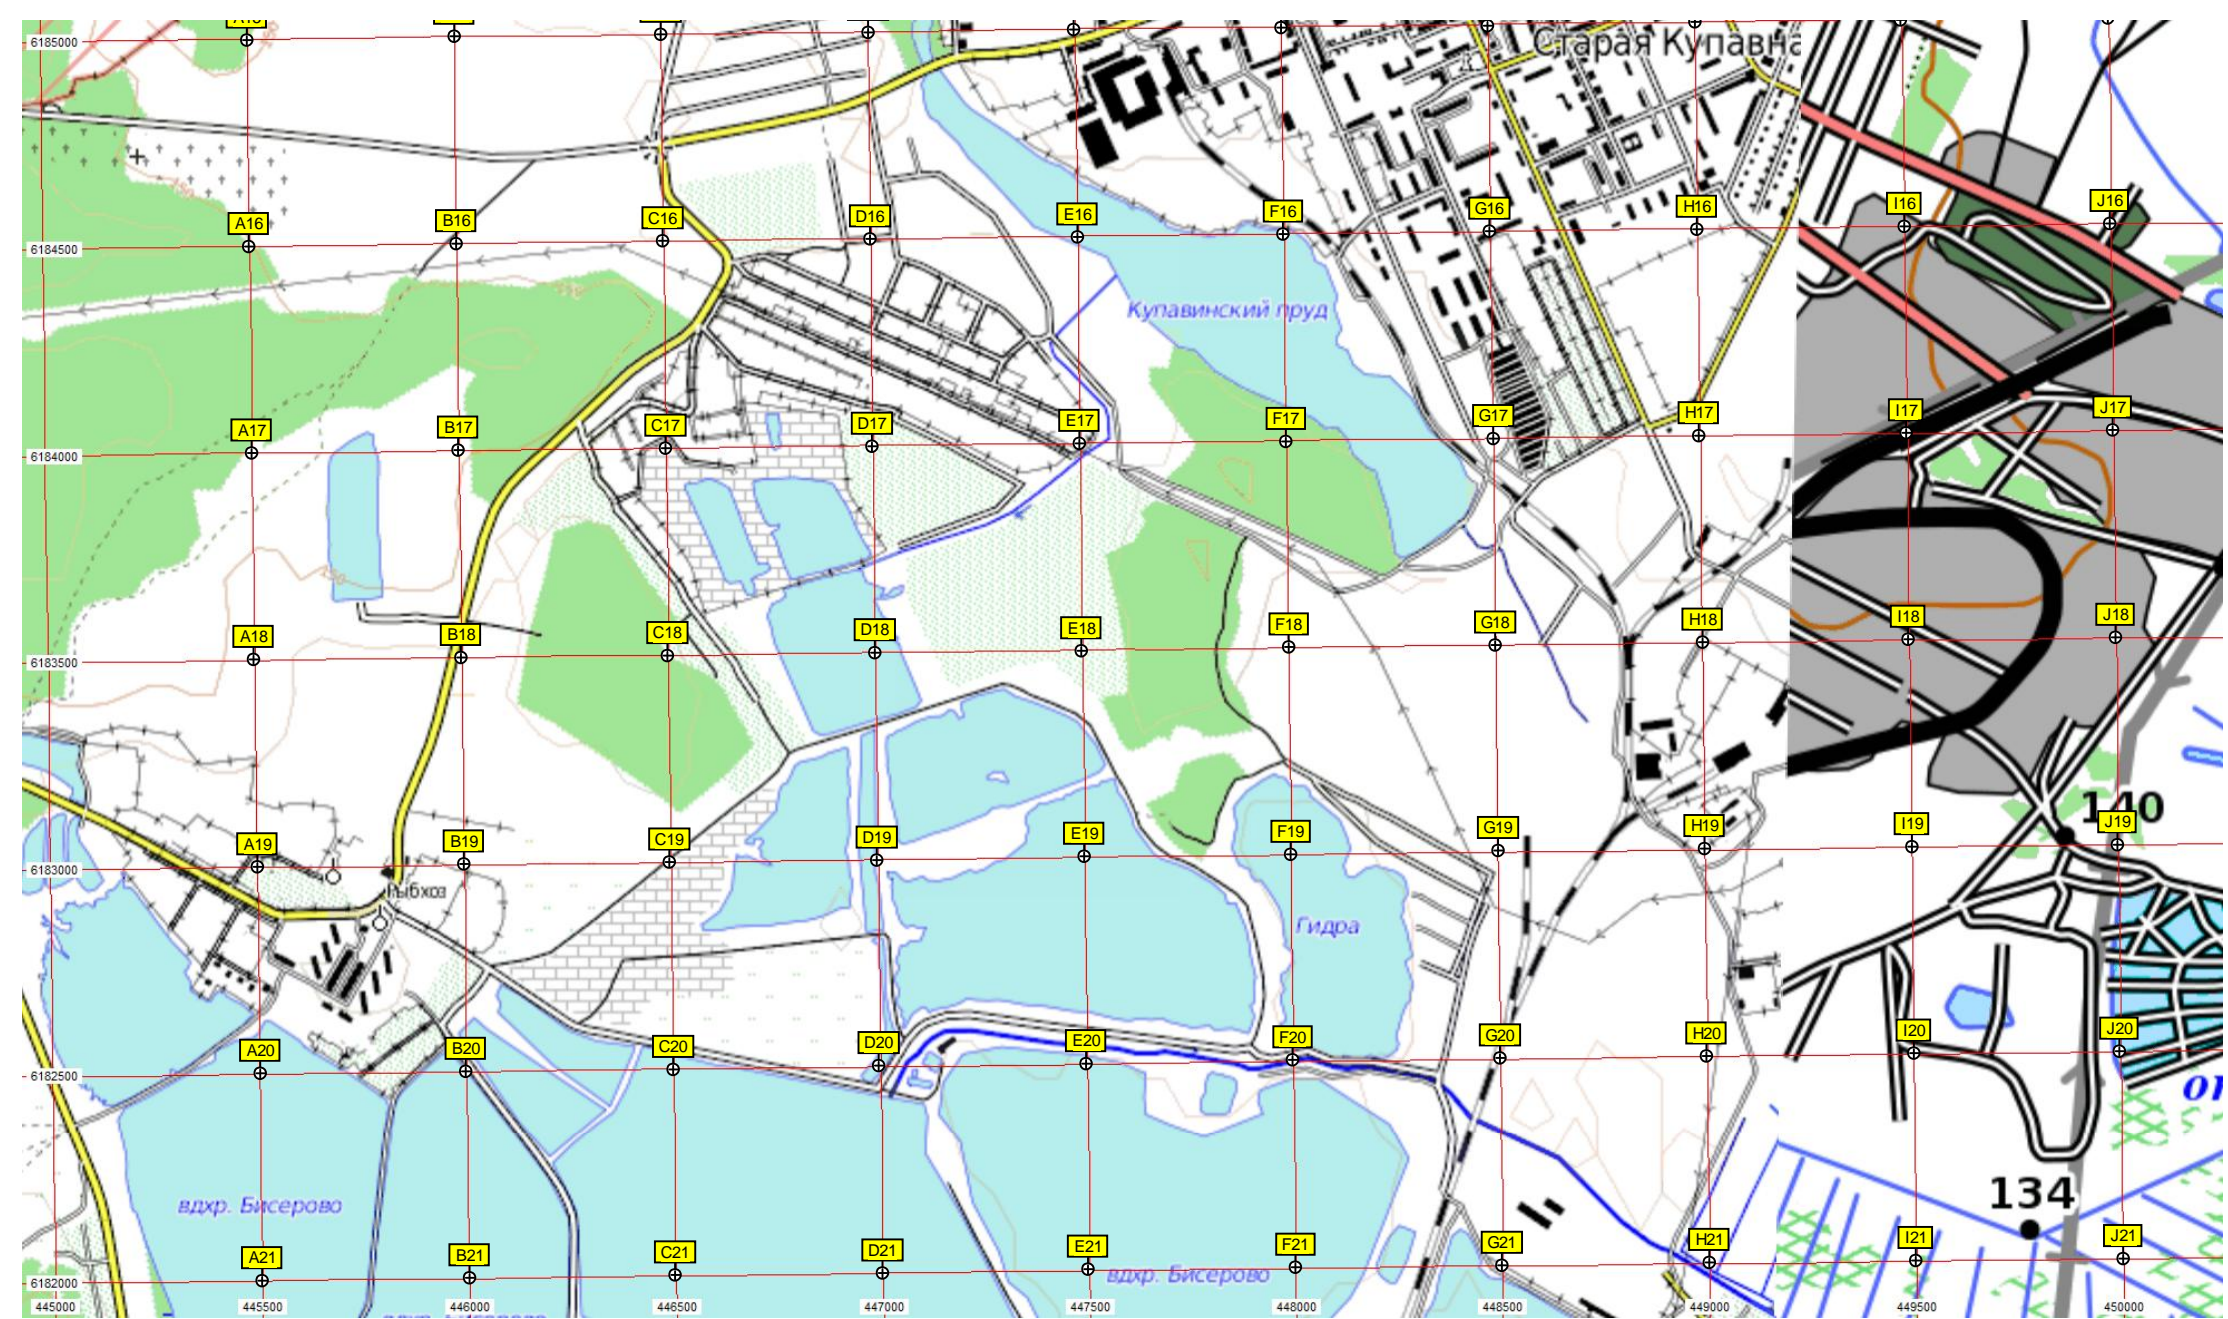 Старая Купавна
6185000
A16 B16 C16 D16 E16 F16 G16 H16 I16 J16
6184500
Купавинский пруд
A17 B17 C17 D17 E17 F17 G17 H17 I17 J17
6184000
A18 B18 C18 D18 E18 F18 G18 H18 I18 J18
6183500
140
A19 B19 C19 D19 E19 F19 G19 H19 I19 J19
6183000
Рыбхоз
Гидра
A20 B20 C20 D20 E20 F20 G20 H20 I20 J20
6182500
от
134
вдхр. Бисерово
A21 B21 C21 D21 E21 F21 G21 H21 I21 J21
вдхр. Бисерово
6182000
445000 445500 446000 446500 447000 447500 448000 448500 449000 449500 450000